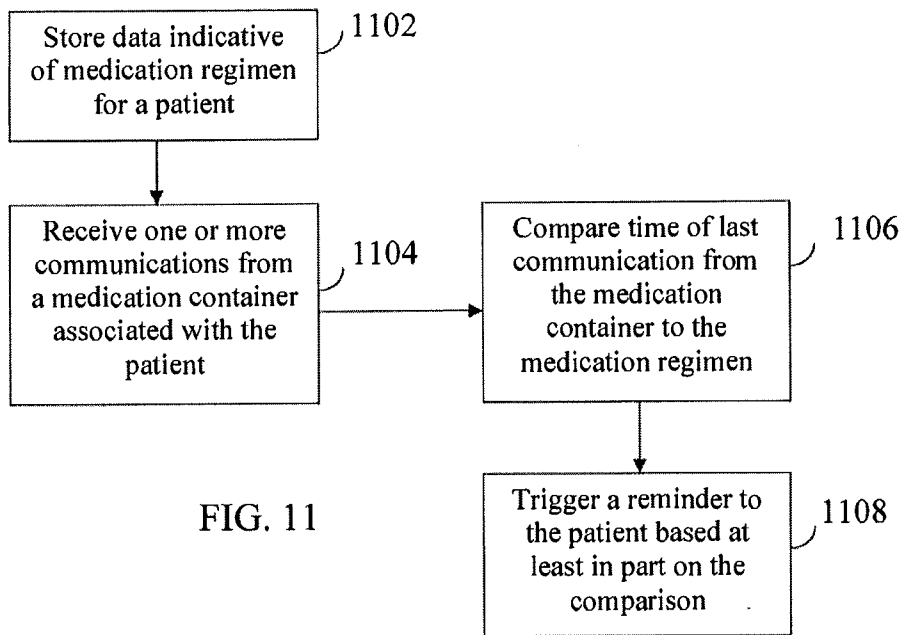 Store data indicative
of medication regimen
for a patient
1102
Receive one or more
communications from
a medication container
associated with the
patient
1104
Compare time of last
communication from
the medication
container to the
medication regimen
1106
Trigger a reminder to
the patient based at
least in part on the
comparison
1108
FIG. 11